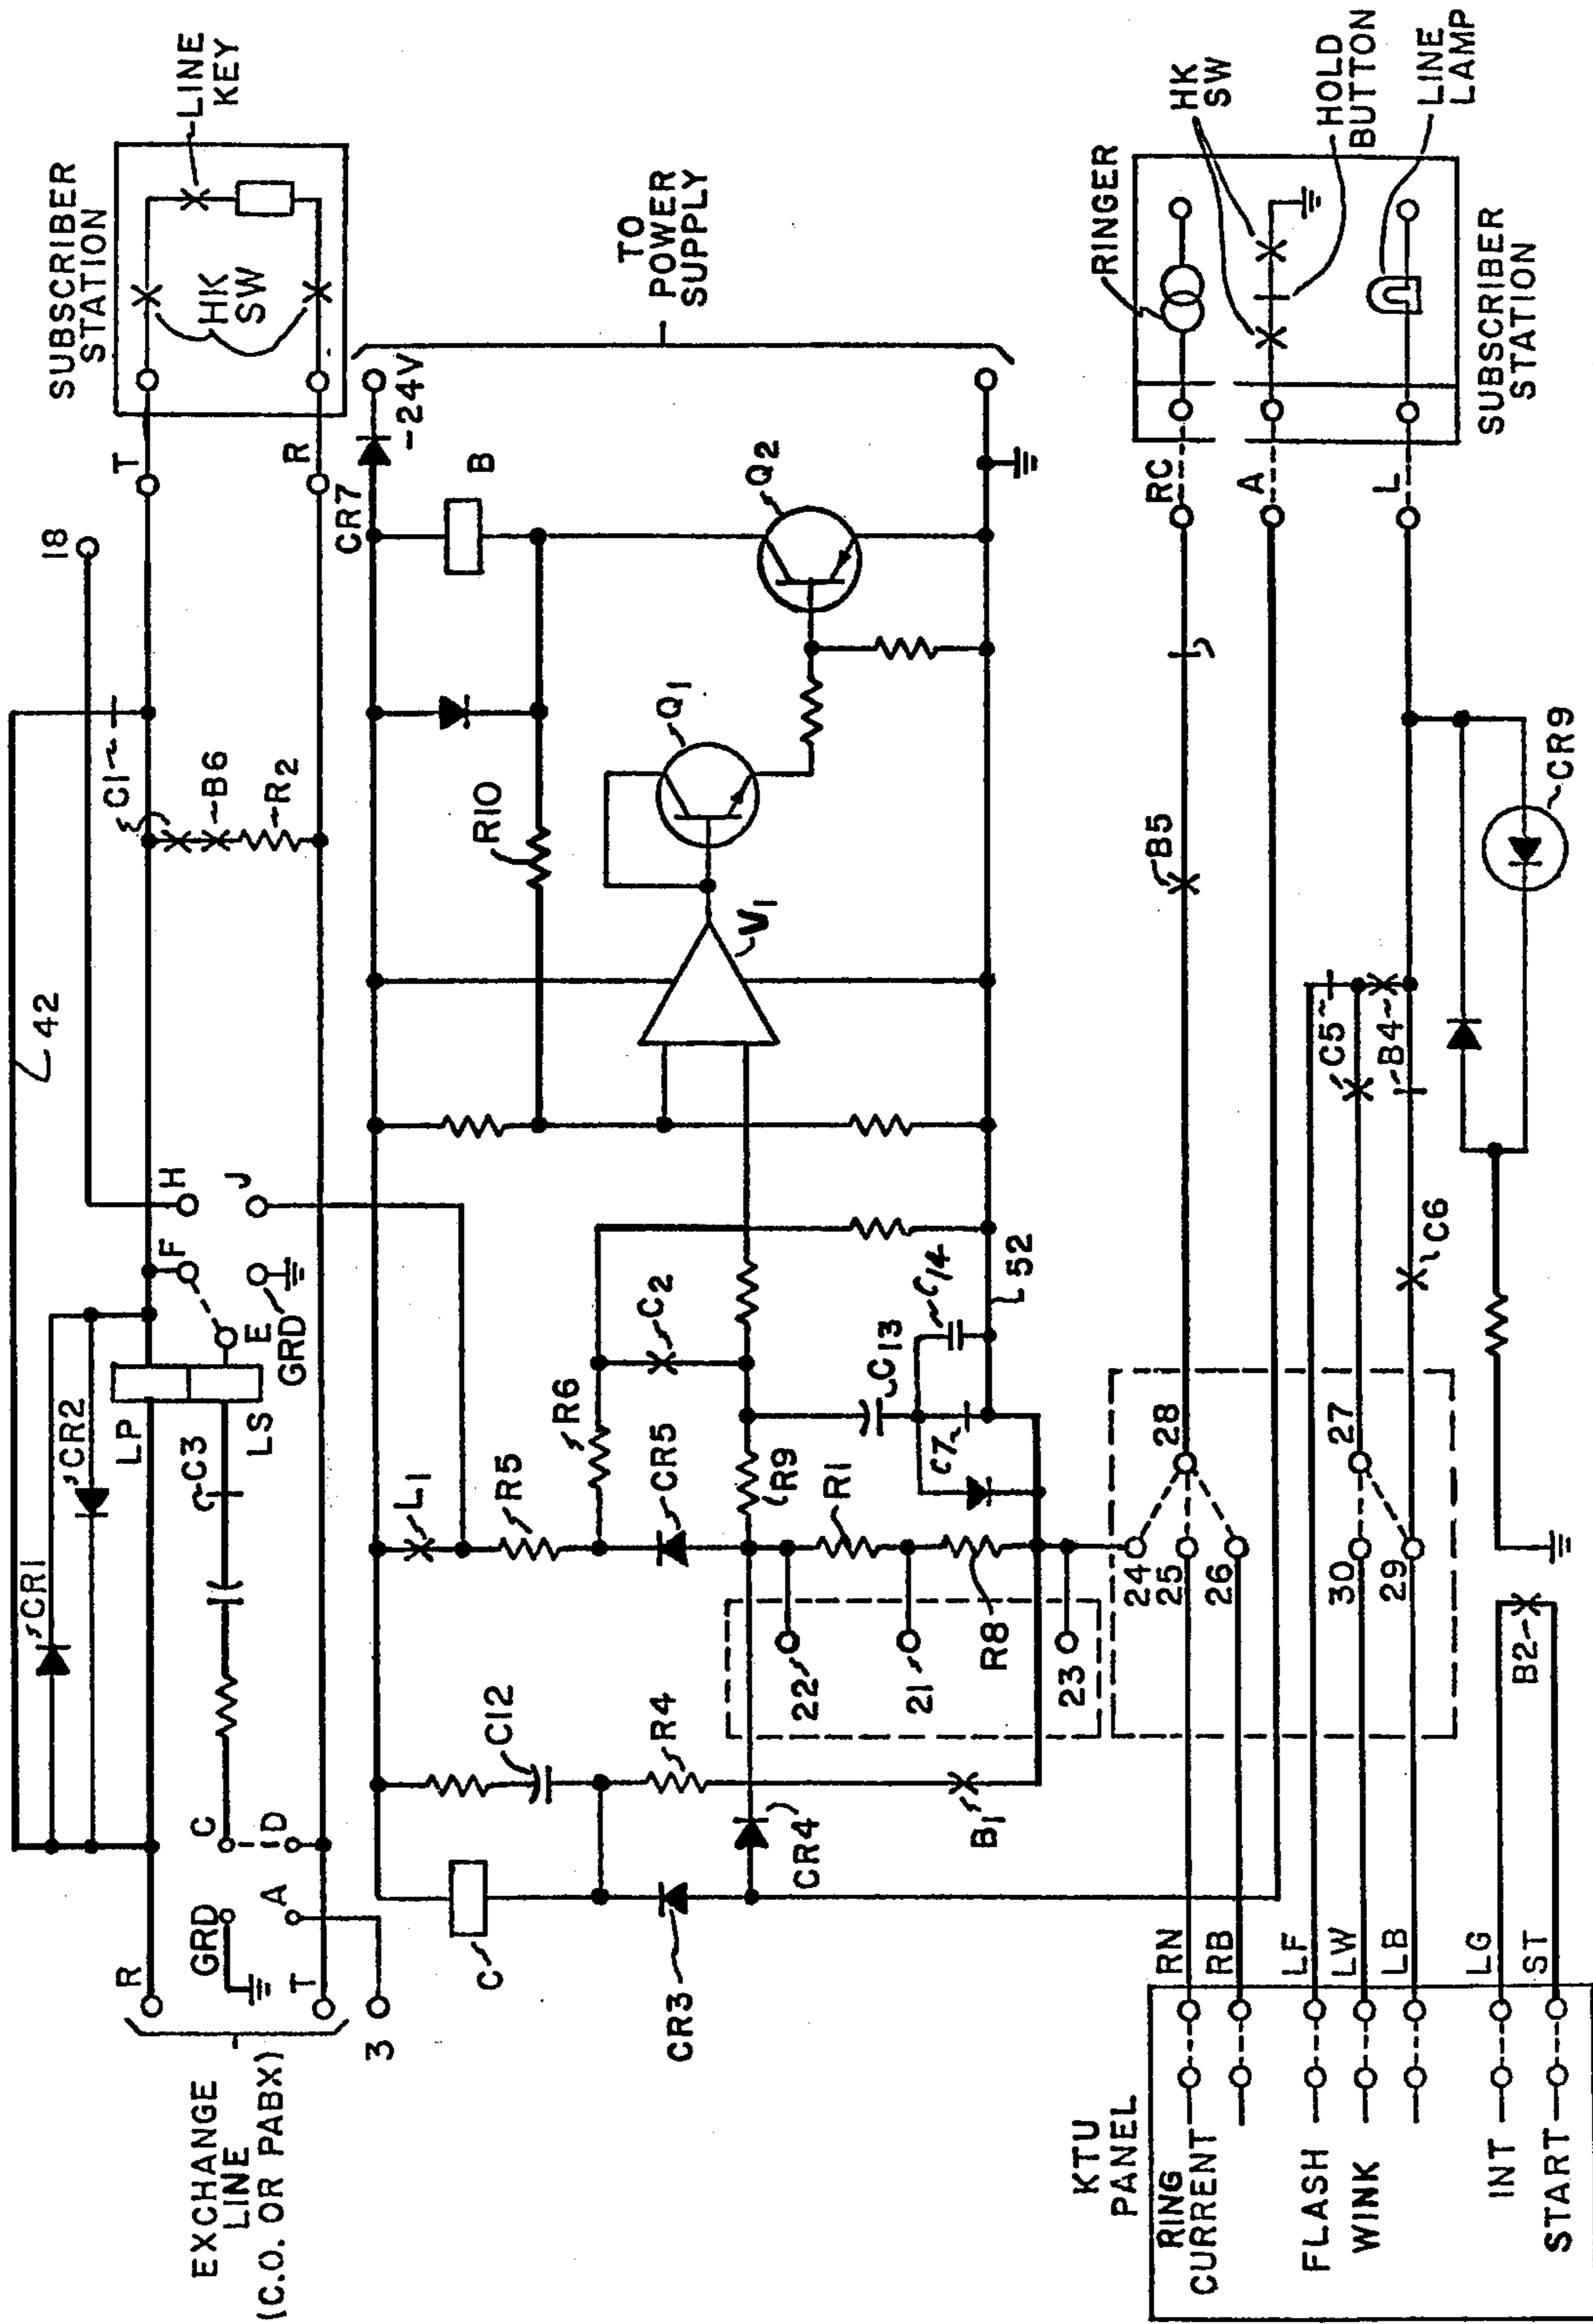 EXCHANGE
LINE
(C.O. OR PABX)
R
GRD
A
T
3
C
D
CR1
CR2
LP
C3
LS
E
GRD
F
H
J
42
C1
B6
R2
18
T
R
SUBSCRIBER
STATION
HK
SW
LINE
KEY
-24V
TO
POWER
SUPPLY
CR7
B
Q2
Q1
R10
V1
C
CR3
C12
R4
CR4
B1
L1
R5
R6
CR5
R9
C2
R1
R8
22
21
23
C7
C13
C14
52
KTU
PANEL
RING
CURRENT
FLASH
WINK
INT
START
RN
RB
LF
LW
LB
LG
ST
24
25
26
28
30
29
27
B2
C6
C5
B4
B5
CR9
RC
A
L
RINGER
HK
SW
HOLD
BUTTON
LINE
LAMP
SUBSCRIBER
STATION